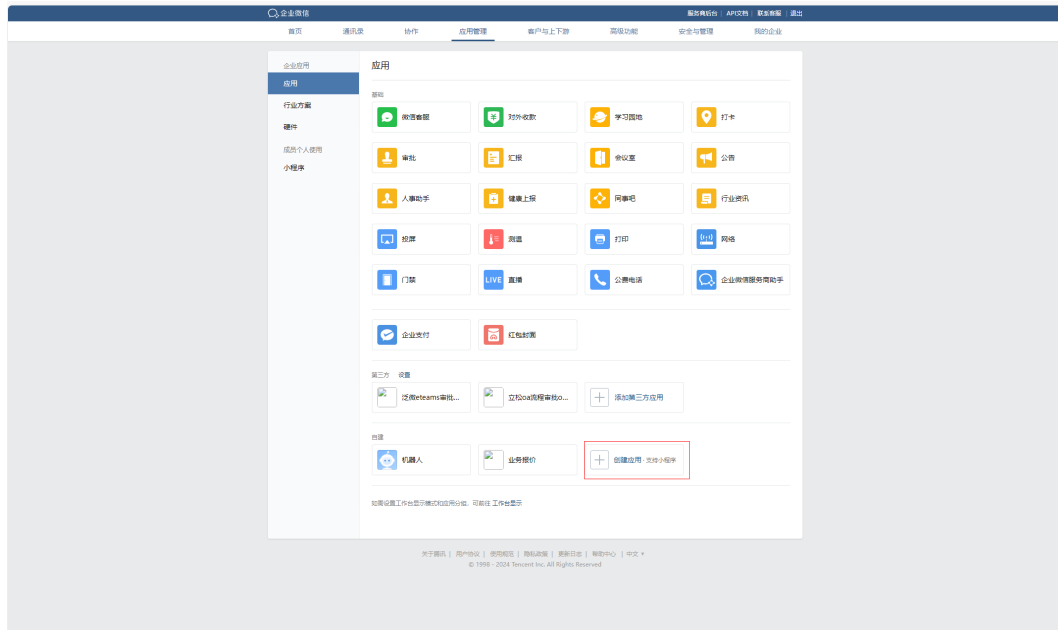 企业微信
服务商后台 | API文档 | 联系客服 | 退出
首页 通讯录 协作 应用管理 客户与上下游 高级功能 安全与管理 我的企业
企业应用
应用
行业方案
硬件
成员个人使用
小程序
应用
基础
微信客服 对外收款 学习园地 打卡
审批 汇报 会议室 公告
人事助手 健康上报 同事吧 行业资讯
投屏 测温 打印 网络
门禁 LIVE 直播 公费电话 企业微信服务商助手
企业支付 红包封面
第三方 设置
泛微eteams审批... 立松oa流程审批o... 添加第三方应用
自建
机器人 业务报价 创建应用 · 支持小程序
如需设置工作台显示模式和应用分组，可前往 工作台显示
关于腾讯 | 用户协议 | 使用规范 | 隐私政策 | 更新日志 | 帮助中心 | 中文
© 1998 - 2024 Tencent Inc. All Rights Reserved